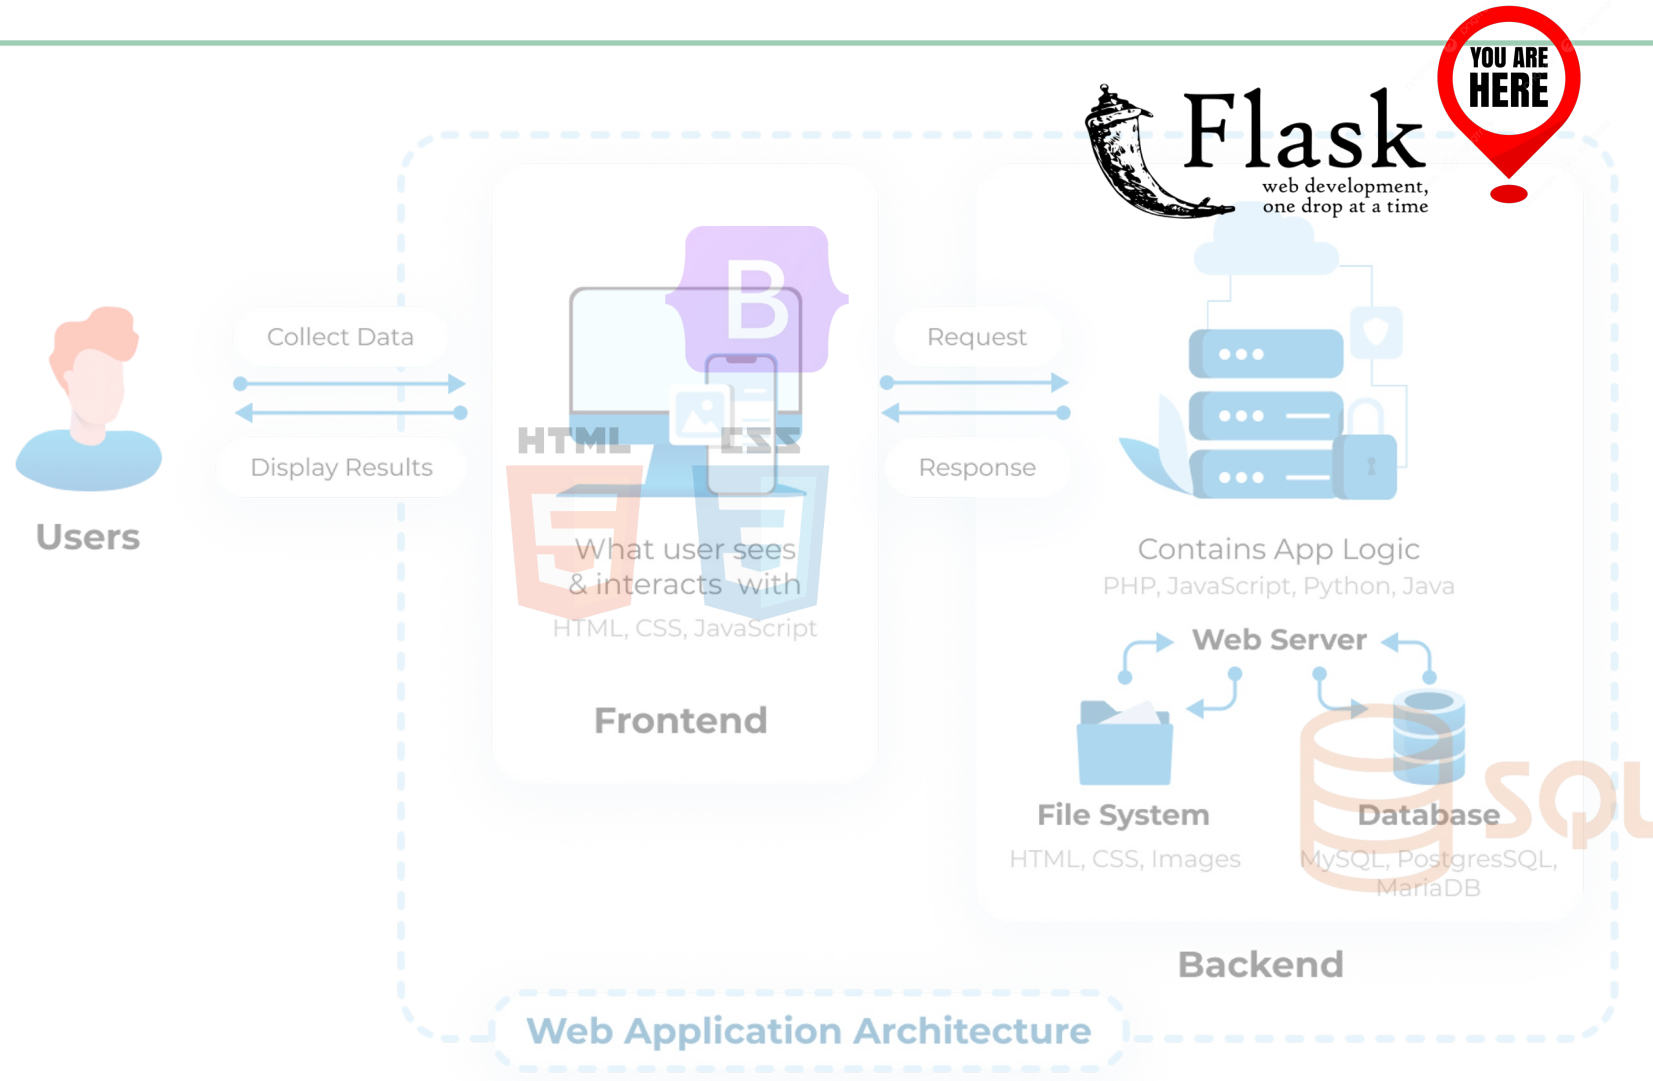 YOU ARE
HERE
Flask
web development,
one drop at a time
B
Collect Data
Display Results
Users
HTML
CSS
What user sees
& interacts with
HTML, CSS, JavaScript
Frontend
Request
Response
Contains App Logic
PHP, JavaScript, Python, Java
Web Server
File System
HTML, CSS, Images
Database
MySQL, PostgresSQL,
MariaDB
SQL
Backend
Web Application Architecture